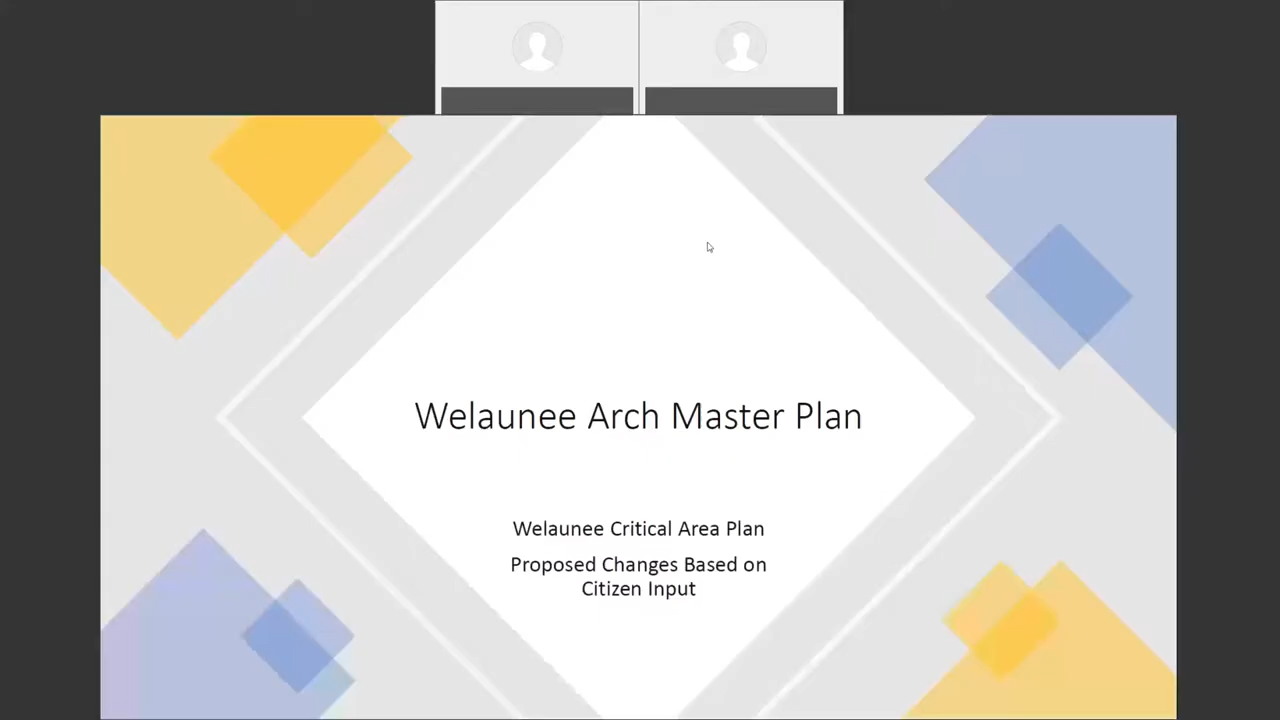 Welaunee Arch Master Plan
Welaunee Critical Area Plan
Proposed Changes Based on
Citizen Input